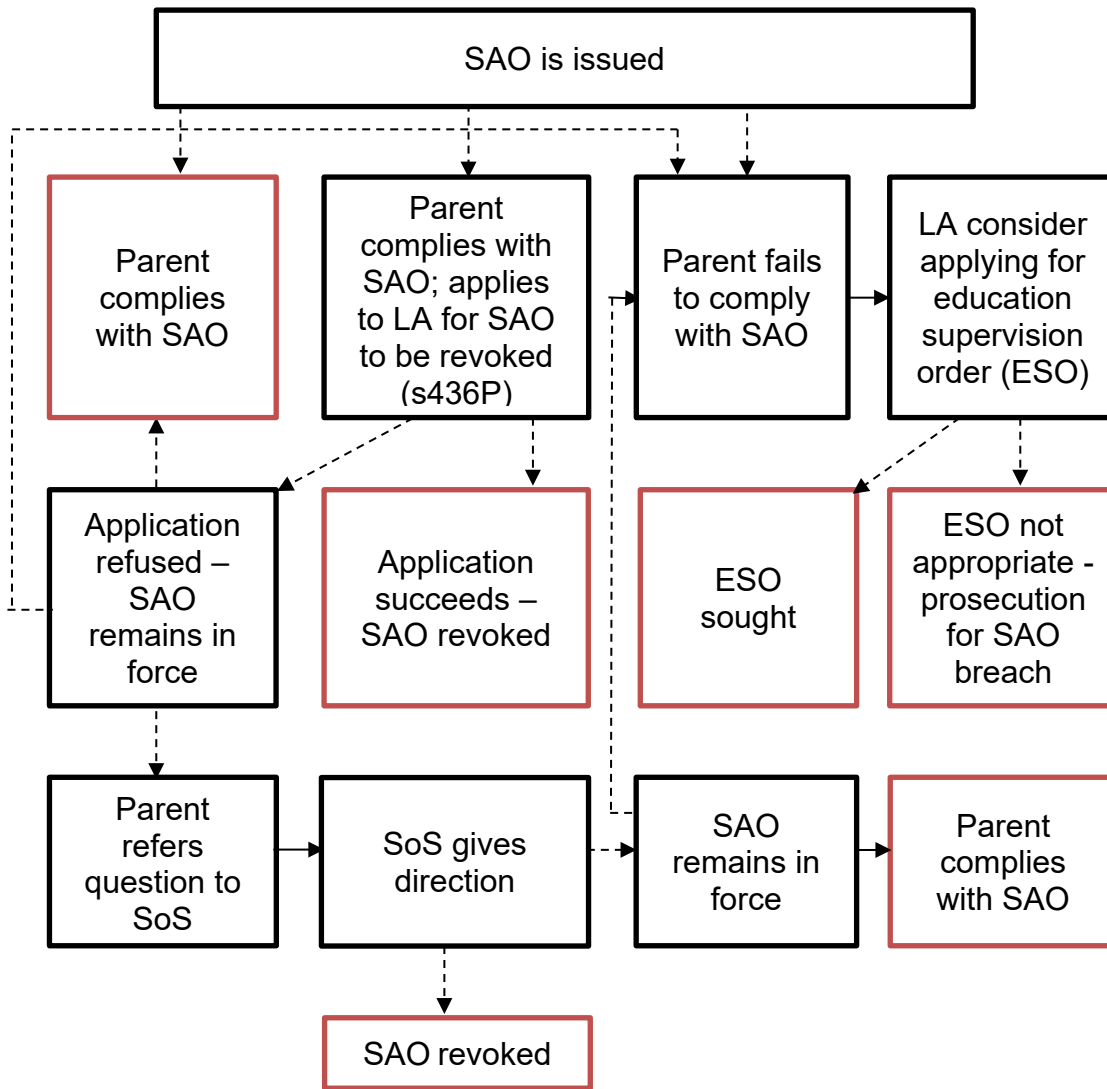 SAO is issued
Parent
complies
with SAO
Parent
complies with
SAO; applies
to LA for SAO
to be revoked
(s436P)
Parent fails
to comply
with SAO
LA consider
applying for
education
supervision
order (ESO)
Application
refused –
SAO
remains in
force
Application
succeeds –
SAO revoked
ESO
sought
ESO not
appropriate -
prosecution
for SAO
breach
Parent
refers
question to
SoS
SoS gives
direction
SAO
remains in
force
Parent
complies
with SAO
SAO revoked